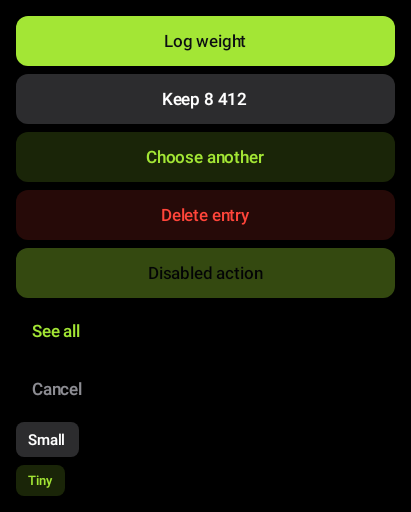 Log weight
Keep 8 412
Choose another
Delete entry
Disabled action
See all
Cancel
Small
Tiny